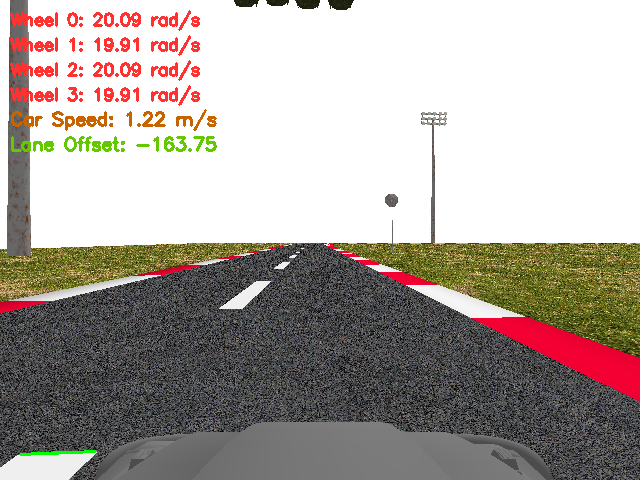 Wheel 0: 20.09 rad/s
Wheel 1: 19.91 rad/s
Wheel 2: 20.09 rad/s
Wheel 3: 19.91 rad/s
Car Speed: 1.22 m/s
Lane Offset: -163.75